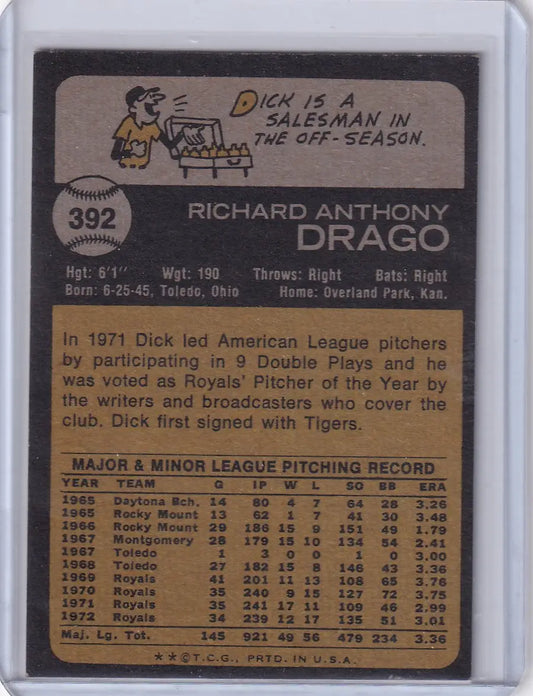 DICK IS A
SALESMAN IN
THE OFF-SEASON.
392
RICHARD ANTHONY
DRAGO
Hgt: 6'1" Wgt: 190 Throws: Right Bats: Right
Born: 6-25-45, Toledo, Ohio Home: Overland Park, Kan.
In 1971 Dick led American League pitchers
by participating in 9 Double Plays and he
was voted as Royals' Pitcher of the Year by
the writers and broadcasters who cover the
club. Dick first signed with Tigers.
MAJOR & MINOR LEAGUE PITCHING RECORD
YEAR TEAM G IP W L SO BB ERA
1965 Daytona Bch. 14 80 4 7 64 28 3.26
1965 Rocky Mount 13 62 1 7 41 30 3.48
1966 Rocky Mount 29 186 15 9 151 49 1.79
1967 Montgomery 28 179 15 10 134 54 2.41
1967 Toledo 1 3 0 0 1 0 3.00
1968 Toledo 27 182 15 8 146 43 3.36
1969 Royals 41 201 11 13 108 65 3.76
1970 Royals 35 240 9 15 127 72 3.75
1971 Royals 35 241 17 11 109 46 2.99
1972 Royals 34 239 12 17 135 51 3.01
Maj. Lg. Tot. 145 921 49 56 479 234 3.36
**©T.C.G., PRTD. IN U.S.A.